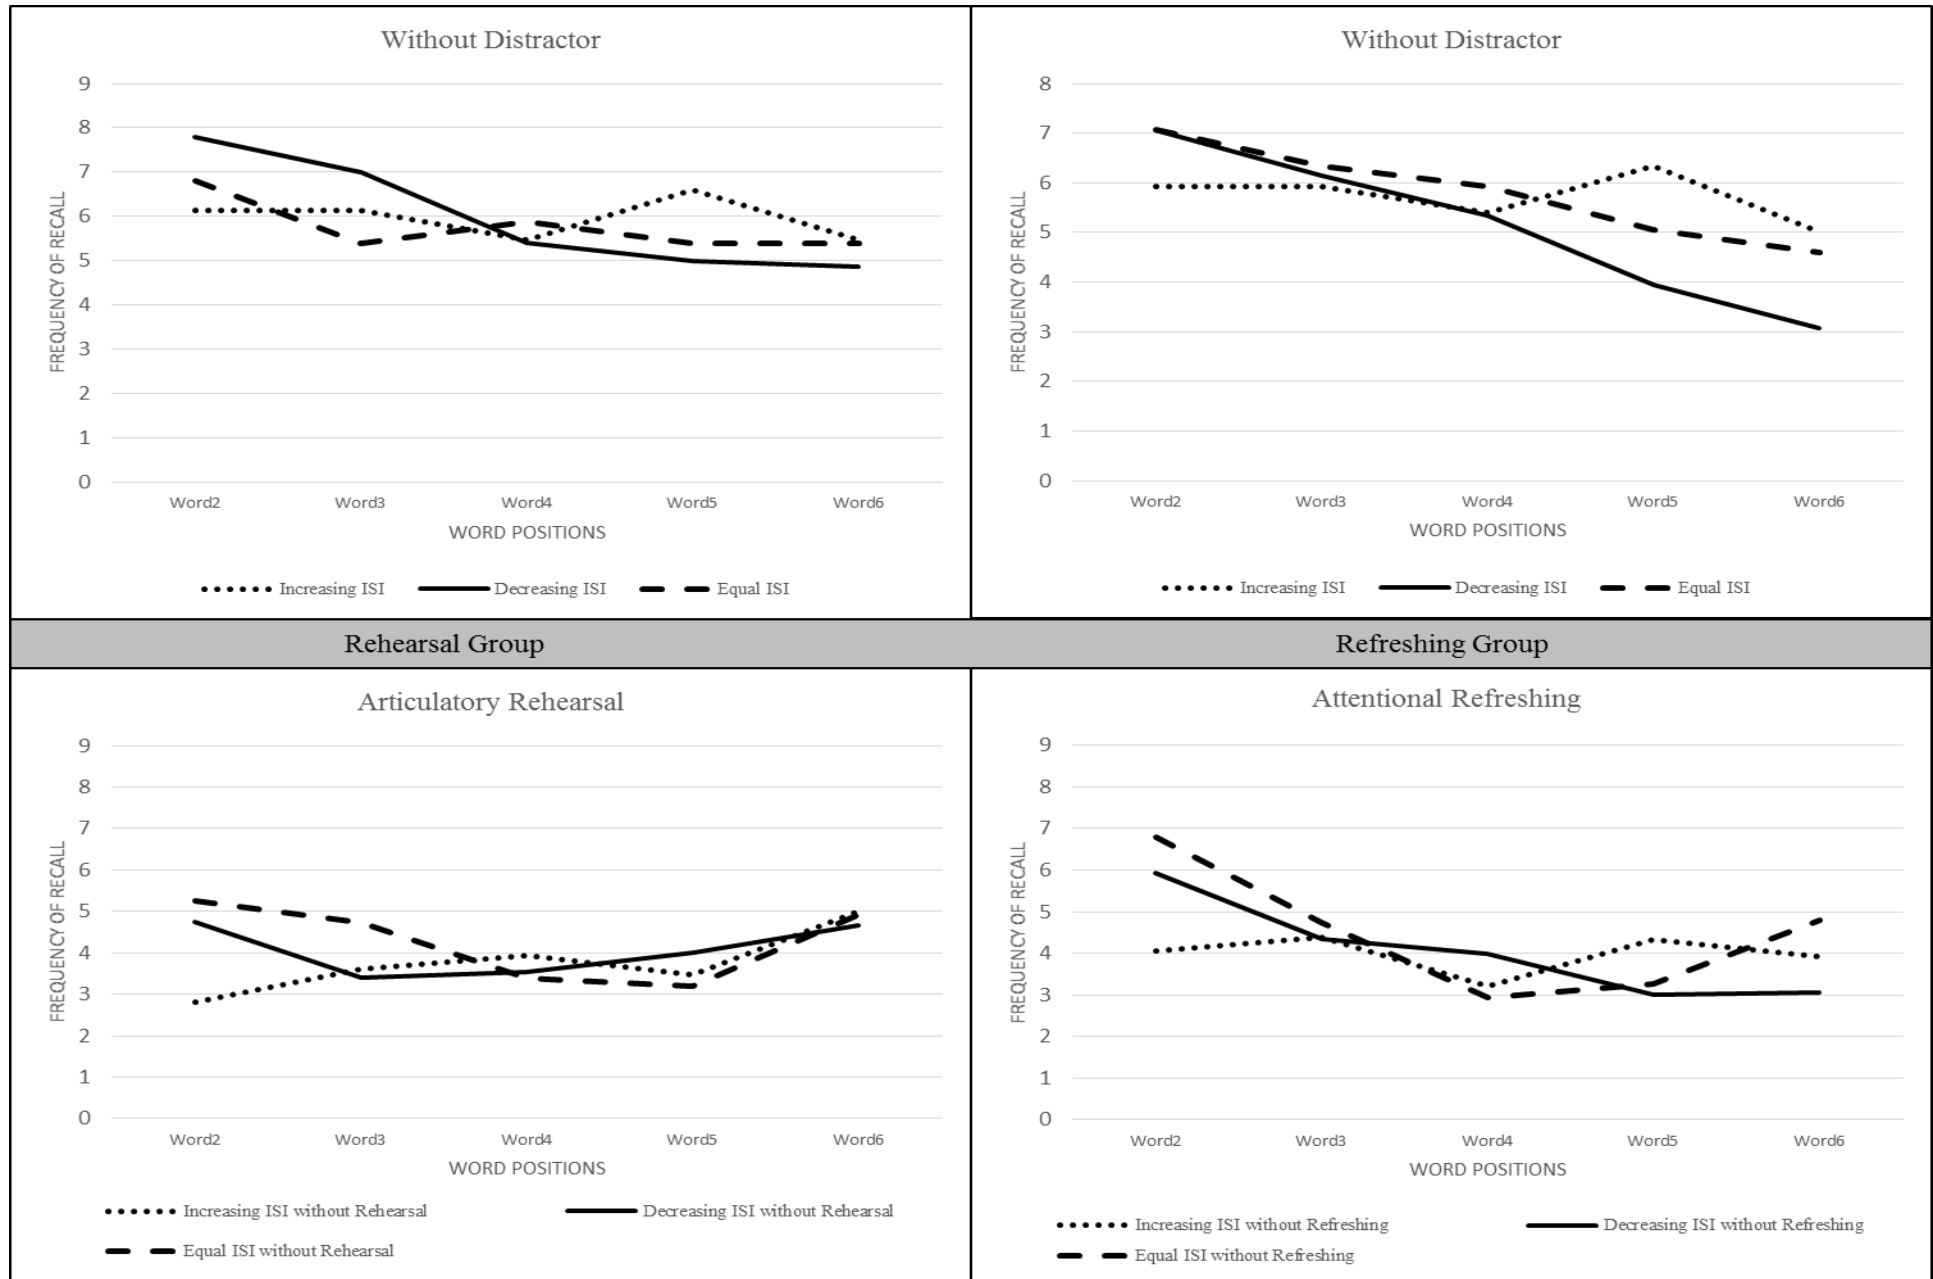 Without Distractor
9
8
7
6
5
4
3
2
1
0
FREQUENCY OF RECALL
Word2 Word3 Word4 Word5 Word6
WORD POSITIONS
Increasing ISI Decreasing ISI Equal ISI
Without Distractor
8
7
6
5
4
3
2
1
0
FREQUENCY OF RECALL
Word2 Word3 Word4 Word5 Word6
WORD POSITIONS
Increasing ISI Decreasing ISI Equal ISI
Rehearsal Group
Refreshing Group
Articulatory Rehearsal
9
8
7
6
5
4
3
2
1
0
FREQUENCY OF RECALL
Word2 Word3 Word4 Word5 Word6
WORD POSITIONS
Increasing ISI without Rehearsal Decreasing ISI without Rehearsal
Equal ISI without Rehearsal
Attentional Refreshing
9
8
7
6
5
4
3
2
1
0
FREQUENCY OF RECALL
Word2 Word3 Word4 Word5 Word6
WORD POSITIONS
Increasing ISI without Refreshing Decreasing ISI without Refreshing
Equal ISI without Refreshing